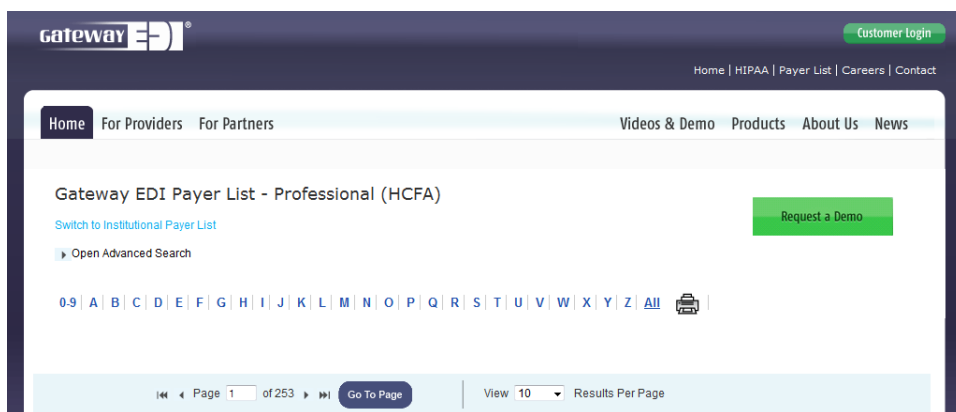 Gateway EDI®
Customer Login
Home | HIPAA | Payer List | Careers | Contact
Home For Providers For Partners Videos & Demo Products About Us News
Gateway EDI Payer List - Professional (HCFA)
Request a Demo
Switch to Institutional Payer List
Open Advanced Search
0-9 | A | B | C | D | E | F | G | H | I | J | K | L | M | N | O | P | Q | R | S | T | U | V | W | X | Y | Z | All
Page 1 of 253 Go To Page View 10 Results Per Page